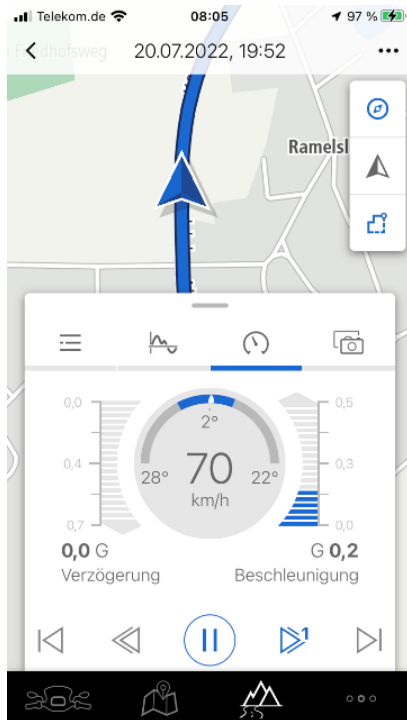 Telekom.de 08:05 97 %
Friedhofsweg
20.07.2022, 19:52
Ramelsl
0,0
0,5
2°
0,4
28°
70
22°
0,3
km/h
0,7
0,0
0,0 G
G 0,2
Verzögerung
Beschleunigung
1